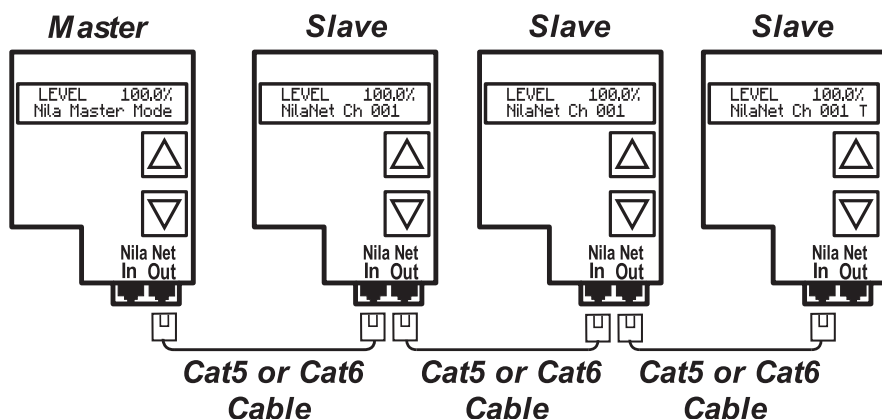 Master
Slave
Slave
Slave
LEVEL 100.0%
Nila Master Mode
LEVEL 100.0%
NilaNet Ch 001
LEVEL 100.0%
NilaNet Ch 001
LEVEL 100.0%
NilaNet Ch 001 T
Nila Net
In Out
Nila Net
In Out
Nila Net
In Out
Nila Net
In Out
Cat5 or Cat6
Cable
Cat5 or Cat6
Cable
Cat5 or Cat6
Cable